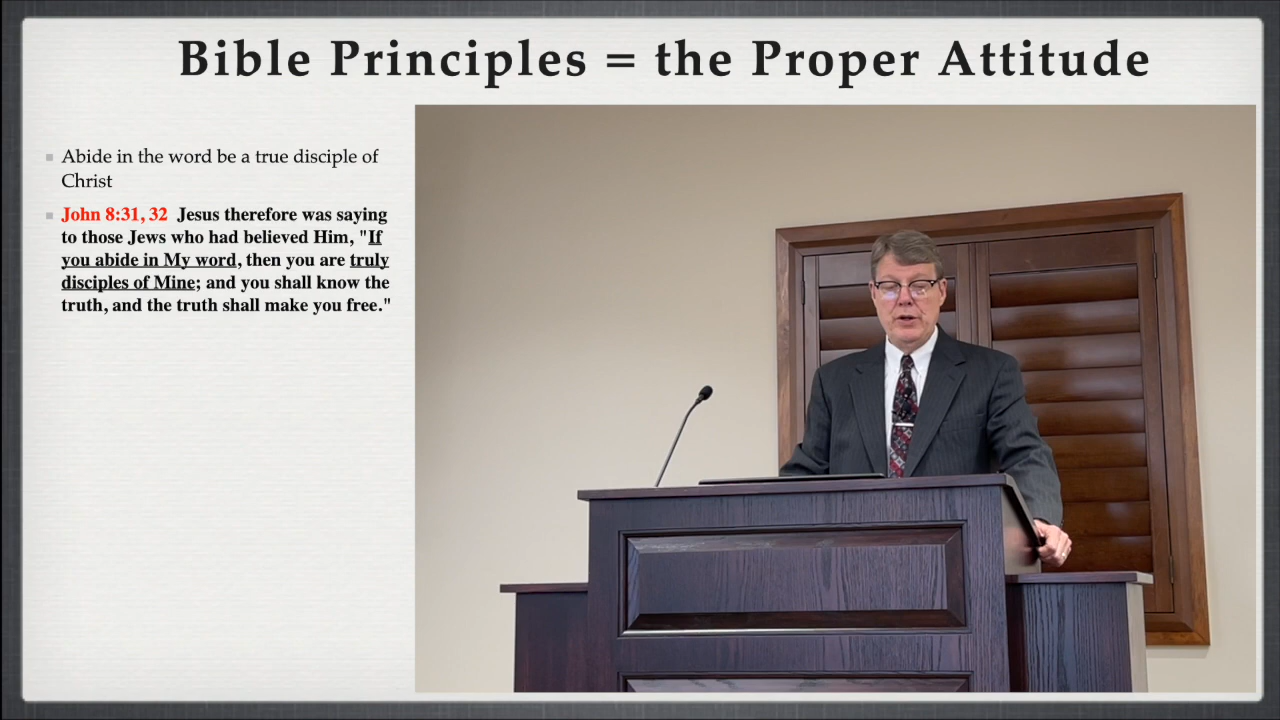 Bible Principles = the Proper Attitude
Abide in the word be a true disciple of
Christ
John 8:31, 32 Jesus therefore was saying
to those Jews who had believed Him, "If
you abide in My word, then you are truly
disciples of Mine; and you shall know the
truth, and the truth shall make you free."